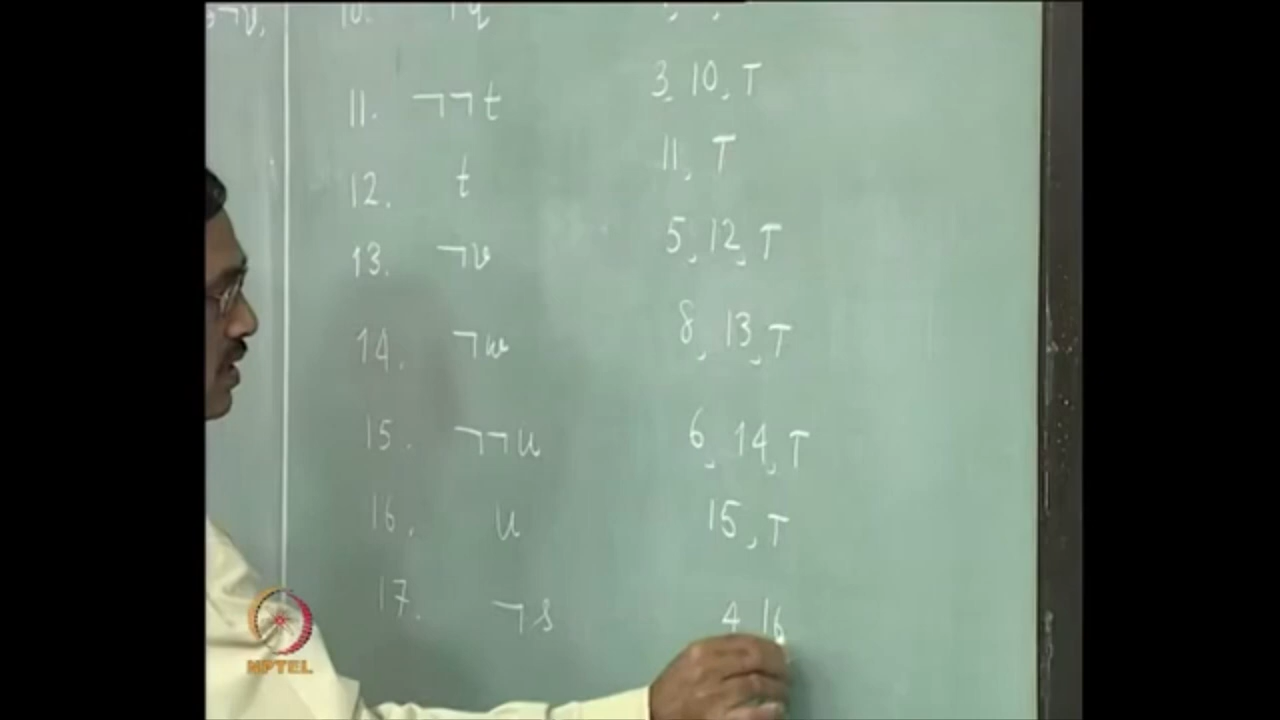 10. ¬q
11. ¬¬t 3, 10, T
12. t 11, T
13. ¬v 5, 12, T
14. ¬w 8, 13, T
15. ¬¬u 6, 14, T
16. u 15, T
17. ¬s 4, 16
NPTEL